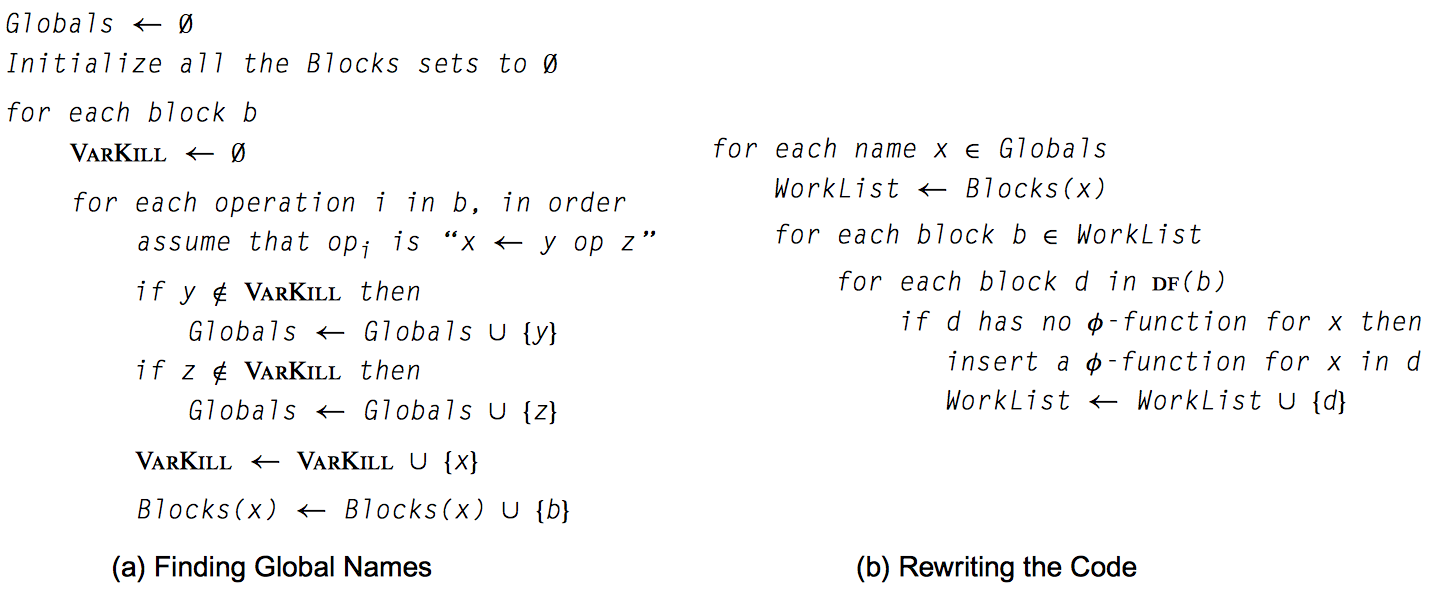 Globals ← Ø
Initialize all the Blocks sets to Ø
for each block b
VARKILL ← Ø
for each operation i in b, in order
assume that opᵢ is “x ← y op z”
if y ∉ VARKILL then
Globals ← Globals ∪ {y}
if z ∉ VARKILL then
Globals ← Globals ∪ {z}
VARKILL ← VARKILL ∪ {x}
Blocks(x) ← Blocks(x) ∪ {b}
(a) Finding Global Names
for each name x ∈ Globals
WorkList ← Blocks(x)
for each block b ∈ WorkList
for each block d in DF(b)
if d has no ϕ-function for x then
insert a ϕ-function for x in d
WorkList ← WorkList ∪ {d}
(b) Rewriting the Code